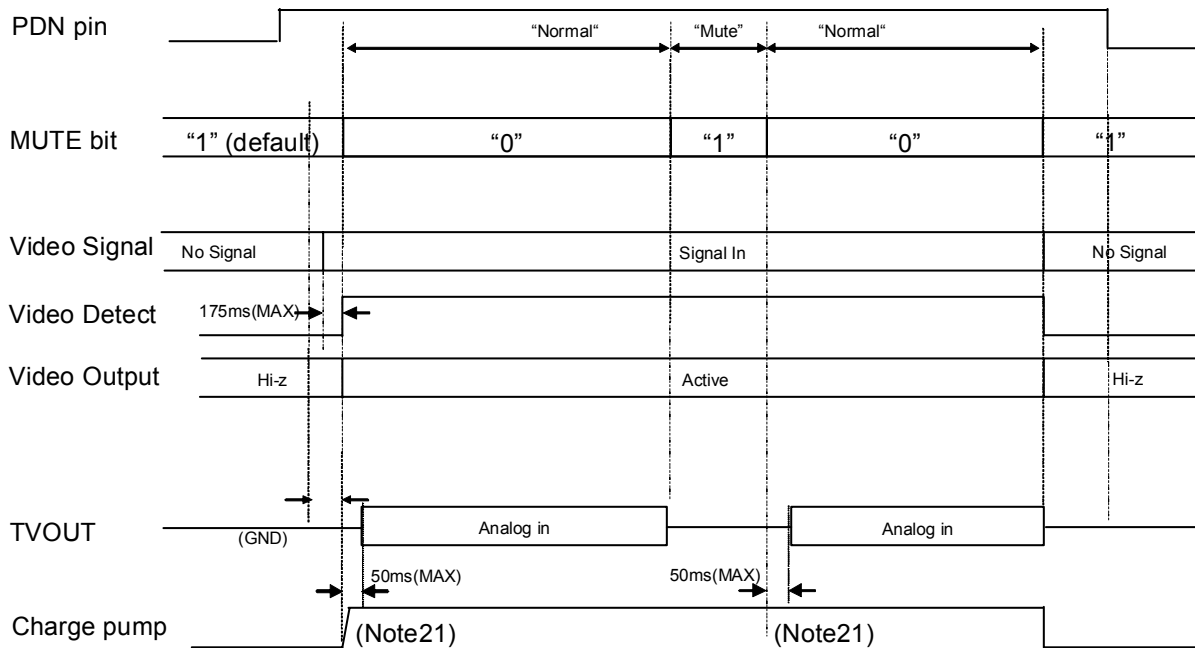 PDN pin
“Normal“ “Mute” “Normal“
MUTE bit “1” (default) “0” “1” “0” “1”
Video Signal No Signal Signal In No Signal
Video Detect 175ms(MAX)
Video Output Hi-z Active Hi-z
TVOUT (GND) Analog in Analog in
50ms(MAX) 50ms(MAX)
Charge pump (Note21) (Note21)